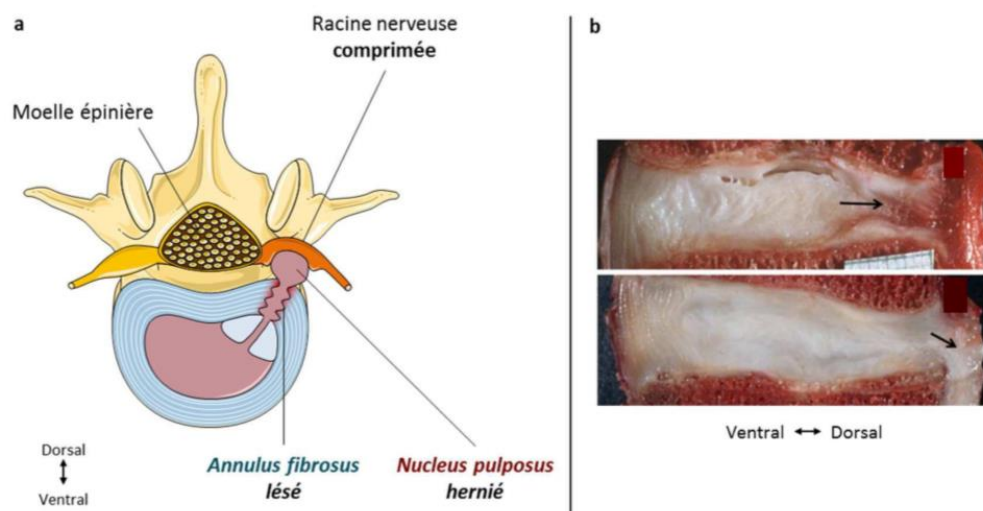 a
Racine nerveuse
comprimée
Moelle épinière
Dorsal
Ventral
Annulus fibrosus
lésé
Nucleus pulposus
hernié
b
Ventral ↔ Dorsal